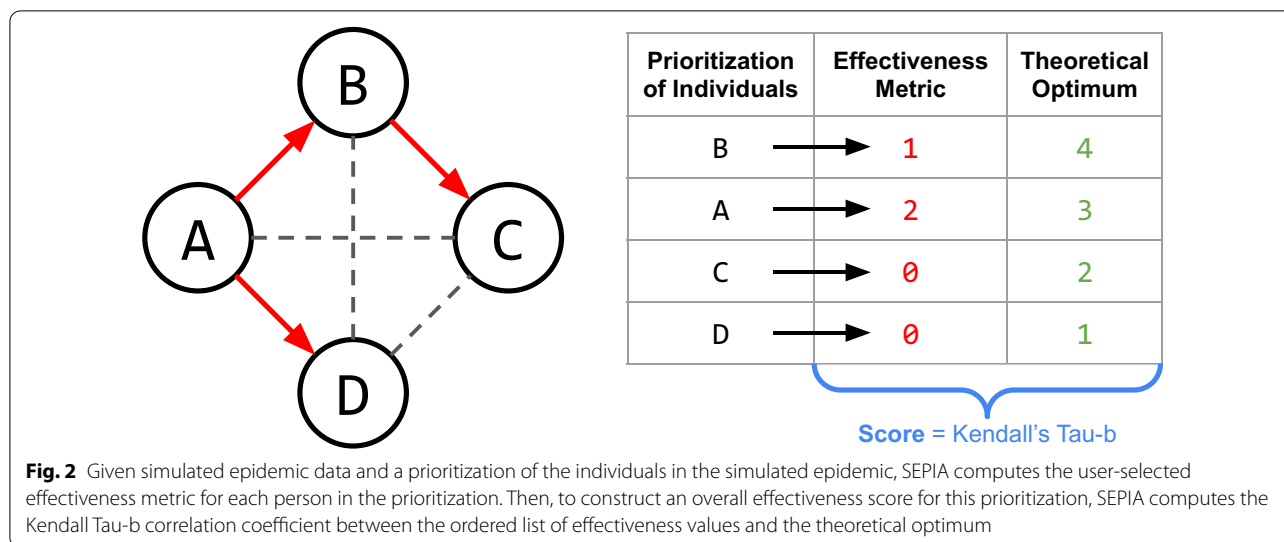 B
A
C
D
Prioritization of Individuals Effectiveness Metric Theoretical Optimum
B 1 4
A 2 3
C 0 2
D 0 1
Score = Kendall's Tau-b
Fig. 2 Given simulated epidemic data and a prioritization of the individuals in the simulated epidemic, SEPIA computes the user-selected
effectiveness metric for each person in the prioritization. Then, to construct an overall effectiveness score for this prioritization, SEPIA computes the
Kendall Tau-b correlation coefficient between the ordered list of effectiveness values and the theoretical optimum